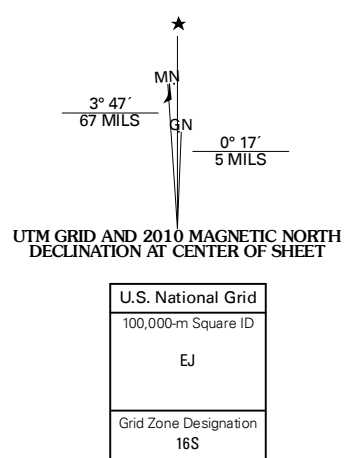 ★
MN
3° 47´
67 MILS
GN
0° 17´
5 MILS
UTM GRID AND 2010 MAGNETIC NORTH
DECLINATION AT CENTER OF SHEET
U.S. National Grid
100,000-m Square ID
EJ
Grid Zone Designation
16S